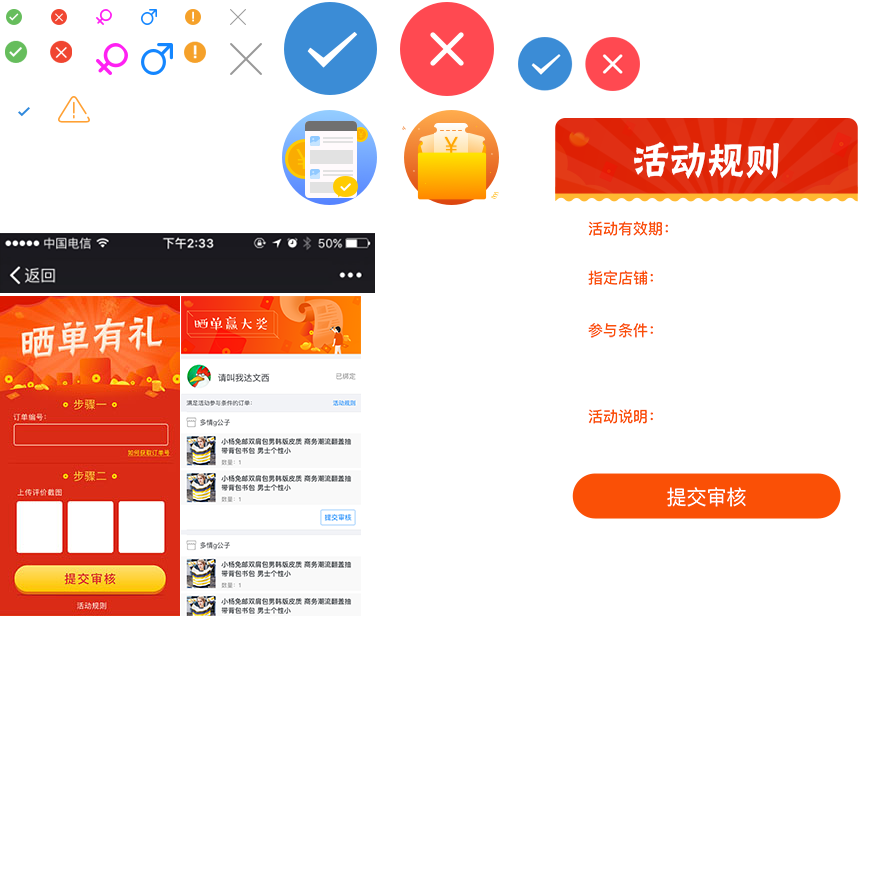 活动规则
活动有效期：
指定店铺：
参与条件：
活动说明：
提交审核
中国电信
下午2:33
50%
返回
晒单有礼
步骤一
订单编号：
如何获取订单号
步骤二
上传评价截图
提交审核
活动规则
晒单赢大奖
请叫我达文西
已绑定
满足活动参与条件的订单：
活动规则
多情g公子
小杨免邮双肩包男韩版皮质 商务潮流翻盖抽
带背包书包 男士个性小
数量：1
小杨免邮双肩包男韩版皮质 商务潮流翻盖抽
带背包书包 男士个性小
数量：1
提交审核
多情g公子
小杨免邮双肩包男韩版皮质 商务潮流翻盖抽
带背包书包 男士个性小
数量：1
小杨免邮双肩包男韩版皮质 商务潮流翻盖抽
带背包书包 男士个性小